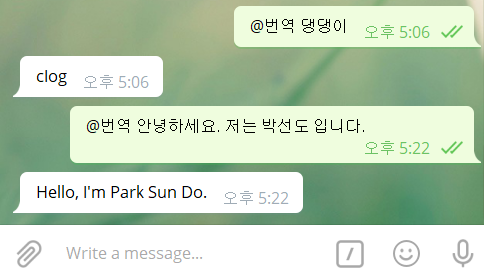 @번역 댕댕이
오후 5:06
clog
오후 5:06
@번역 안녕하세요. 저는 박선도 입니다.
오후 5:22
Hello, I'm Park Sun Do.
오후 5:22
Write a message...